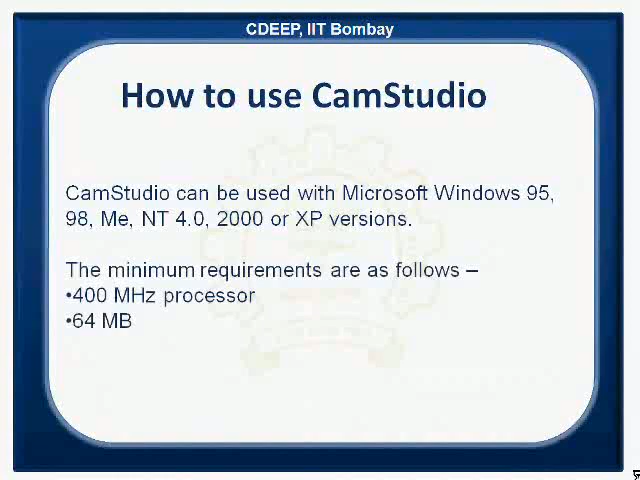 CDEEP, IIT Bombay
How to use CamStudio
CamStudio can be used with Microsoft Windows 95,
98, Me, NT 4.0, 2000 or XP versions.
The minimum requirements are as follows –
•400 MHz processor
•64 MB